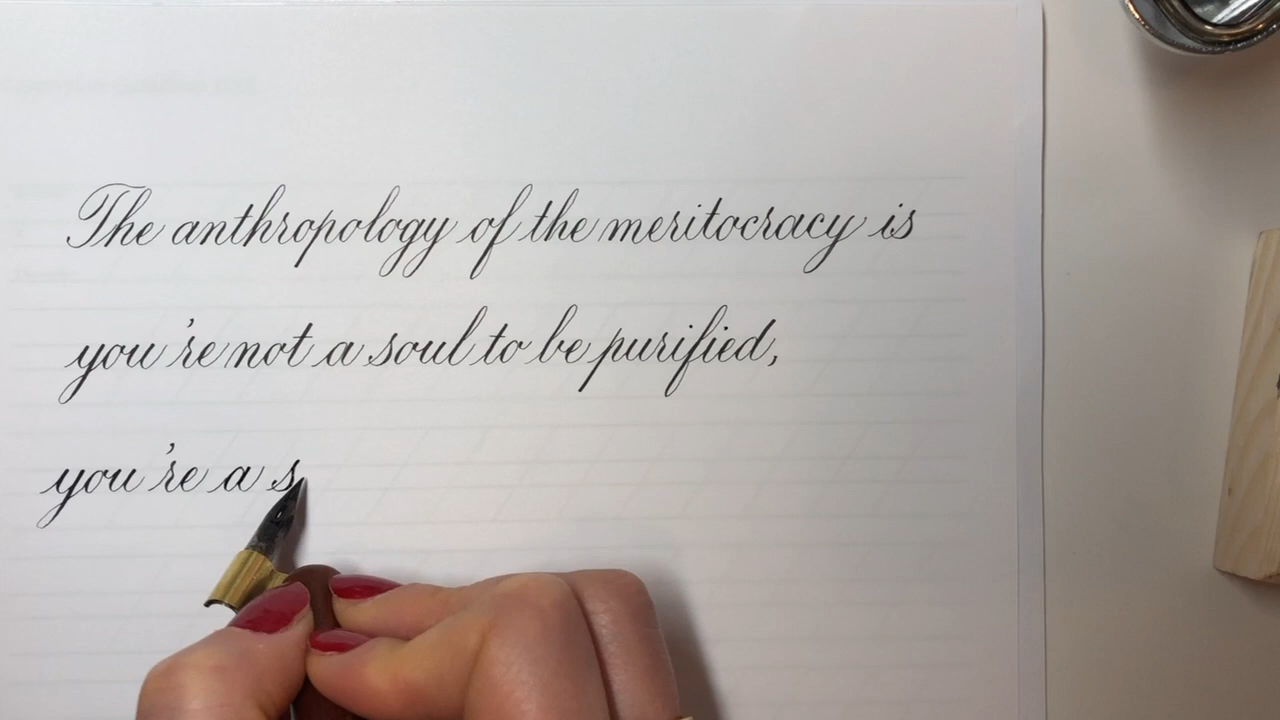 The anthropology of the meritocracy is
you're not a soul to be purified,
you're a s